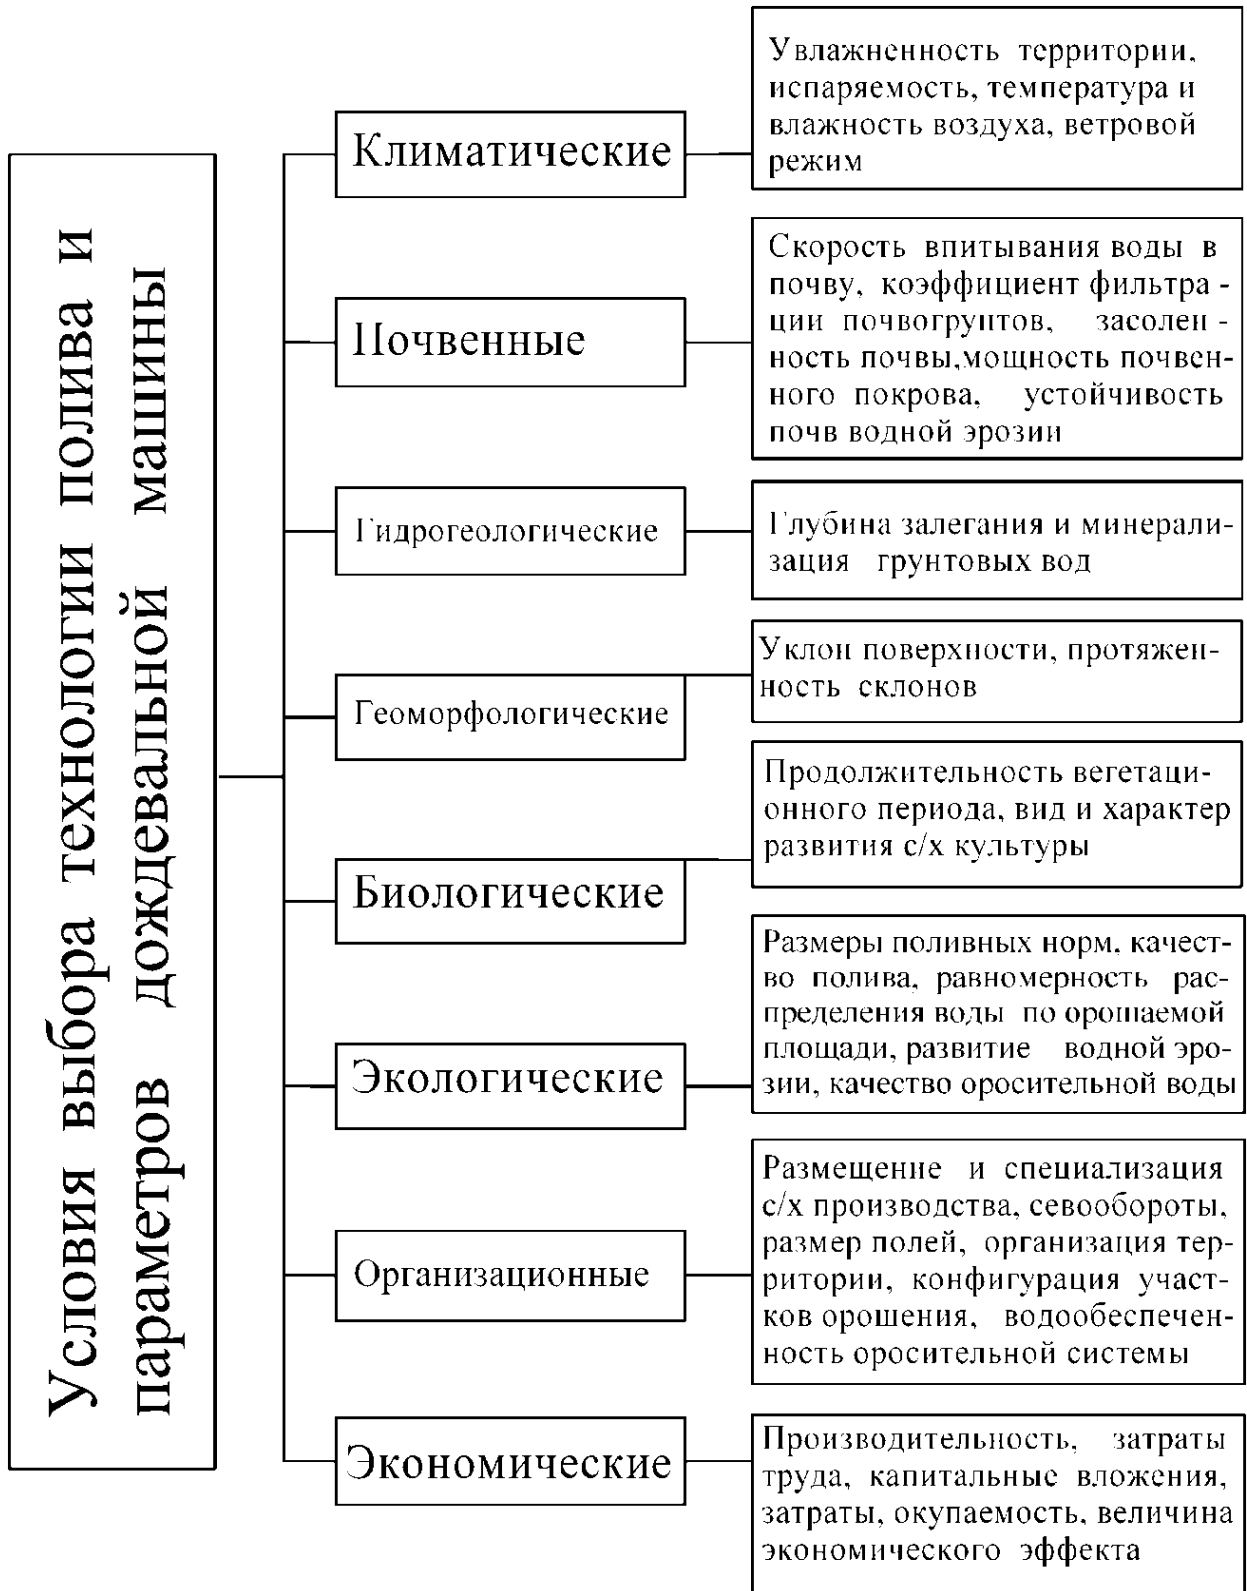 Условия выбора технологии полива и
параметров дождевальной машины
Климатические
Увлажненность территории,
испаряемость, температура и
влажность воздуха, ветровой
режим
Почвенные
Скорость впитывания воды в
почву, коэффициент фильтра -
ции почвогрунтов, засолен -
ность почвы,мощность почвен-
ного покрова, устойчивость
почв водной эрозии
Гидрогеологические
Глубина залегания и минерали-
зация грунтовых вод
Геоморфологические
Уклон поверхности, протяжен-
ность склонов
Биологические
Продолжительность вегетаци-
онного периода, вид и характер
развития с/х культуры
Экологические
Размеры поливных норм, качест-
во полива, равномерность рас-
пределения воды по орошаемой
площади, развитие водной эро-
зии, качество оросительной воды
Организационные
Размещение и специализация
с/х производства, севообороты,
размер полей, организация тер-
ритории, конфигурация участ-
ков орошения, водообеспечен-
ность оросительной системы
Экономические
Производительность, затраты
труда, капитальные вложения,
затраты, окупаемость, величина
экономического эффекта